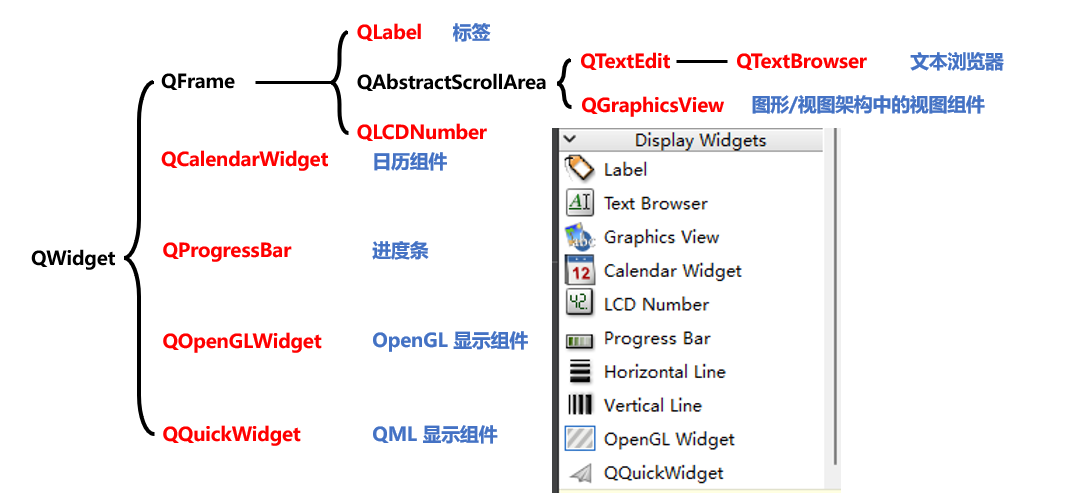 QLabel 标签
QFrame
QAbstractScrollArea
QTextEdit
QTextBrowser 文本浏览器
QGraphicsView 图形/视图架构中的视图组件
QLCDNumber
QCalendarWidget 日历组件
QWidget
QProgressBar 进度条
QOpenGLWidget OpenGL 显示组件
QQuickWidget QML 显示组件
Display Widgets
Label
AI Text Browser
Graphics View
12 Calendar Widget
42. LCD Number
Progress Bar
Horizontal Line
Vertical Line
OpenGL Widget
QQuickWidget